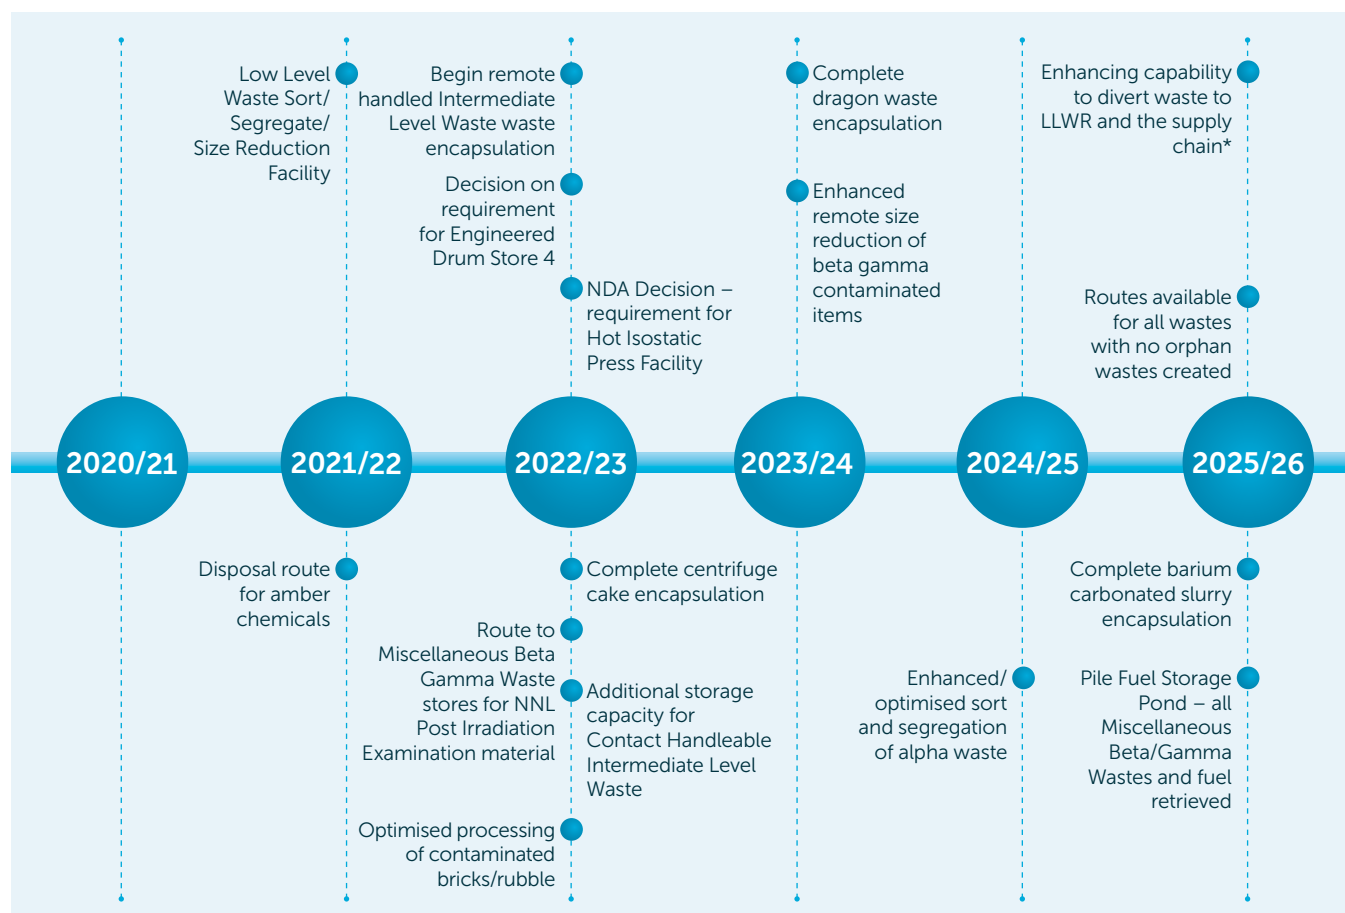 Low Level
Waste Sort/
Segregate/
Size Reduction
Facility
Begin remote
handled Intermediate
Level Waste waste
encapsulation
Decision on
requirement
for Engineered
Drum Store 4
NDA Decision –
requirement for
Hot Isostatic
Press Facility
Complete
dragon waste
encapsulation
Enhanced
remote size
reduction of
beta gamma
contaminated
items
Enhancing capability
to divert waste to
LLWR and the supply
chain*
Routes available
for all wastes
with no orphan
wastes created
2020/21
2021/22
2022/23
2023/24
2024/25
2025/26
Disposal route
for amber
chemicals
Complete centrifuge
cake encapsulation
Route to
Miscellaneous Beta
Gamma Waste
stores for NNL
Post Irradiation
Examination material
Additional storage
capacity for
Contact Handleable
Intermediate Level
Waste
Optimised processing
of contaminated
bricks/rubble
Enhanced/
optimised sort
and segregation
of alpha waste
Complete barium
carbonated slurry
encapsulation
Pile Fuel Storage
Pond – all
Miscellaneous
Beta/Gamma
Wastes and fuel
retrieved